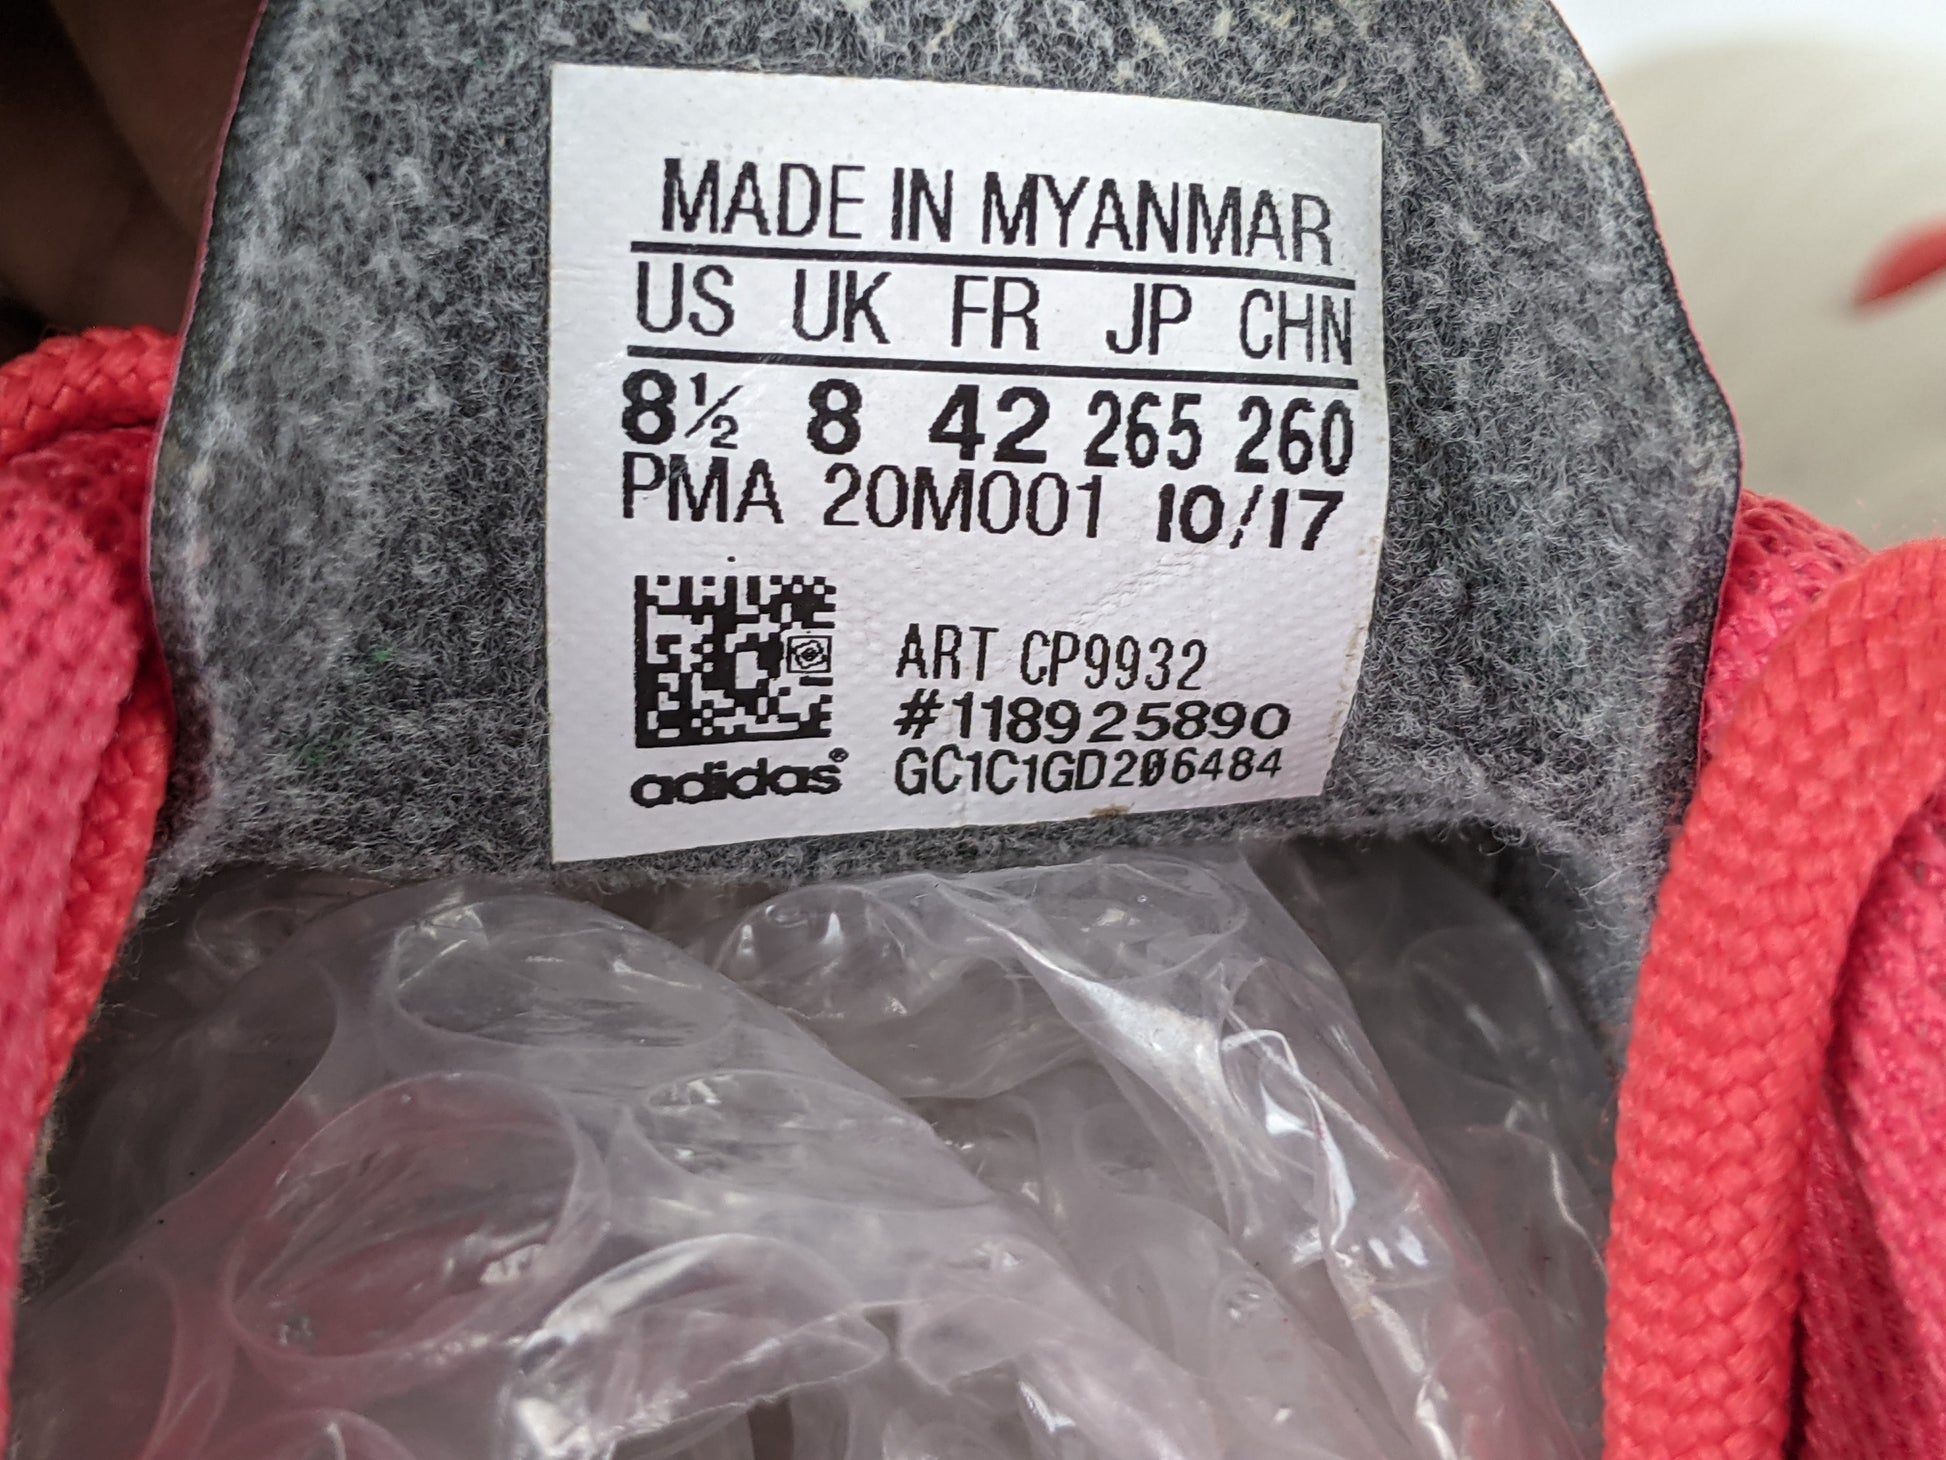 MADE IN MYANMAR
US UK FR JP CHN
8½ 8 42 265 260
PMA 20M001 10/17
ART CP9932
#118925890
adidas® GC1C1GD206484